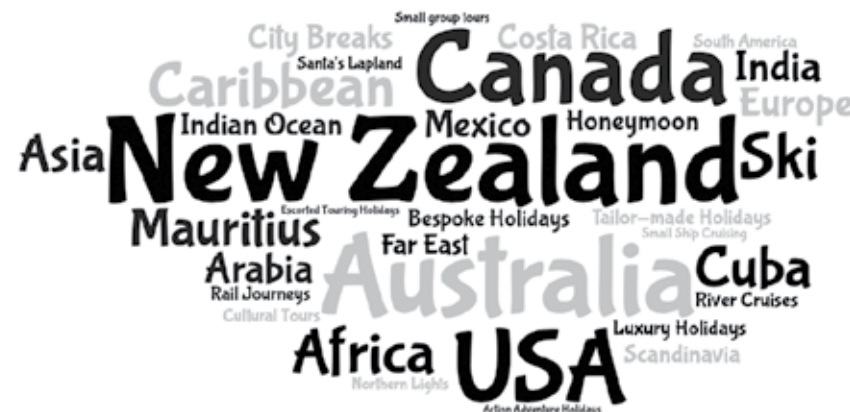 Small group tours
City Breaks
Costa Rica
South America
Santa's Lapland
Canada
India
Caribbean
Europe
Indian Ocean
Mexico
Honeymoon
Asia
New Zealand
Ski
Escorted Touring Holidays
Bespoke Holidays
Tailor-made Holidays
Mauritius
Small Ship Cruising
Far East
Arabia
Australia
Cuba
Rail Journeys
River Cruises
Cultural Tours
Luxury Holidays
Africa
USA
Scandinavia
Northern Lights
Action Adventure Holidays